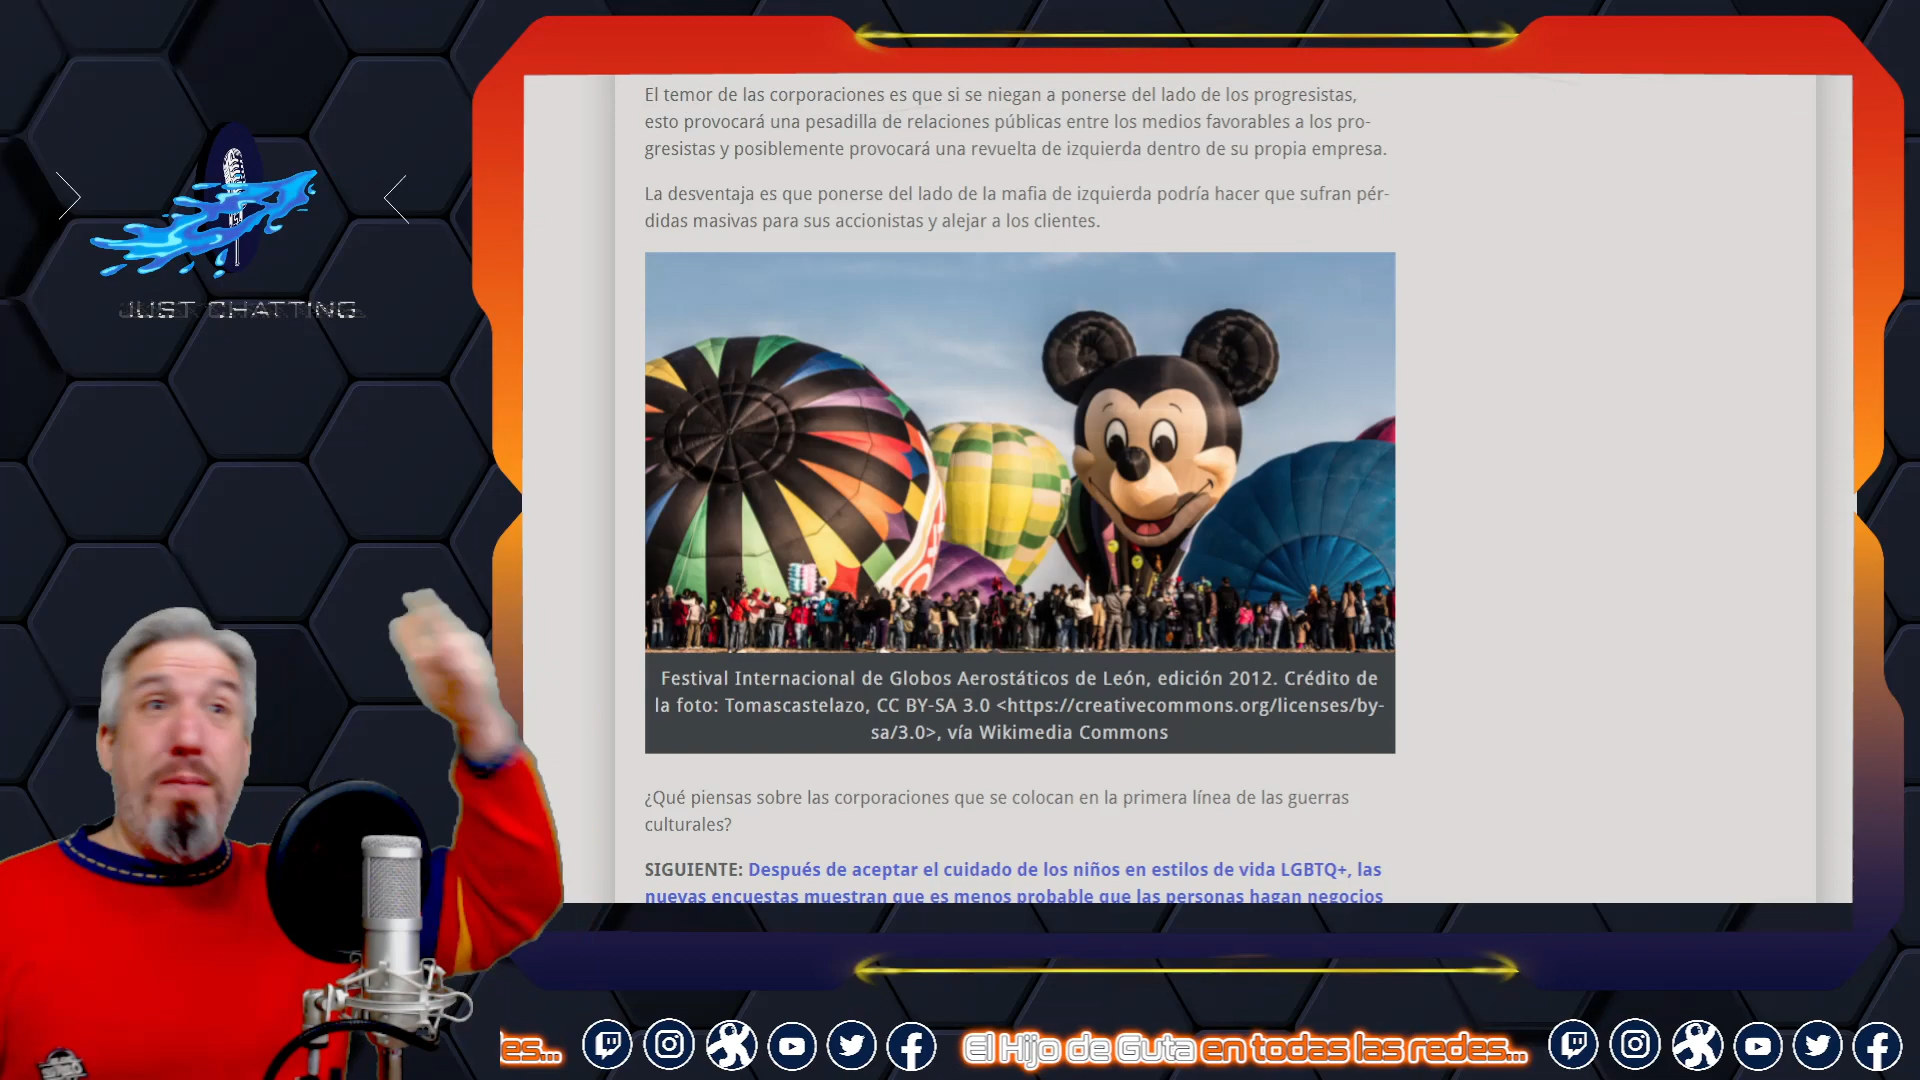 El temor de las corporaciones es que si se niegan a ponerse del lado de los progresistas,
esto provocará una pesadilla de relaciones públicas entre los medios favorables a los pro-
gresistas y posiblemente provocará una revuelta de izquierda dentro de su propia empresa.
La desventaja es que ponerse del lado de la mafia de izquierda podría hacer que sufran pér-
didas masivas para sus accionistas y alejar a los clientes.
JUST CHATTING
Festival Internacional de Globos Aerostáticos de León, edición 2012. Crédito de
la foto: Tomascastelazo, CC BY-SA 3.0 <https://creativecommons.org/licenses/by-
sa/3.0>, vía Wikimedia Commons
¿Qué piensas sobre las corporaciones que se colocan en la primera línea de las guerras
culturales?
SIGUIENTE: Después de aceptar el cuidado de los niños en estilos de vida LGBTQ+, las
nuevas encuestas muestran que es menos probable que las personas hagan negocios
es... El Hijo de Guta en todas las redes...